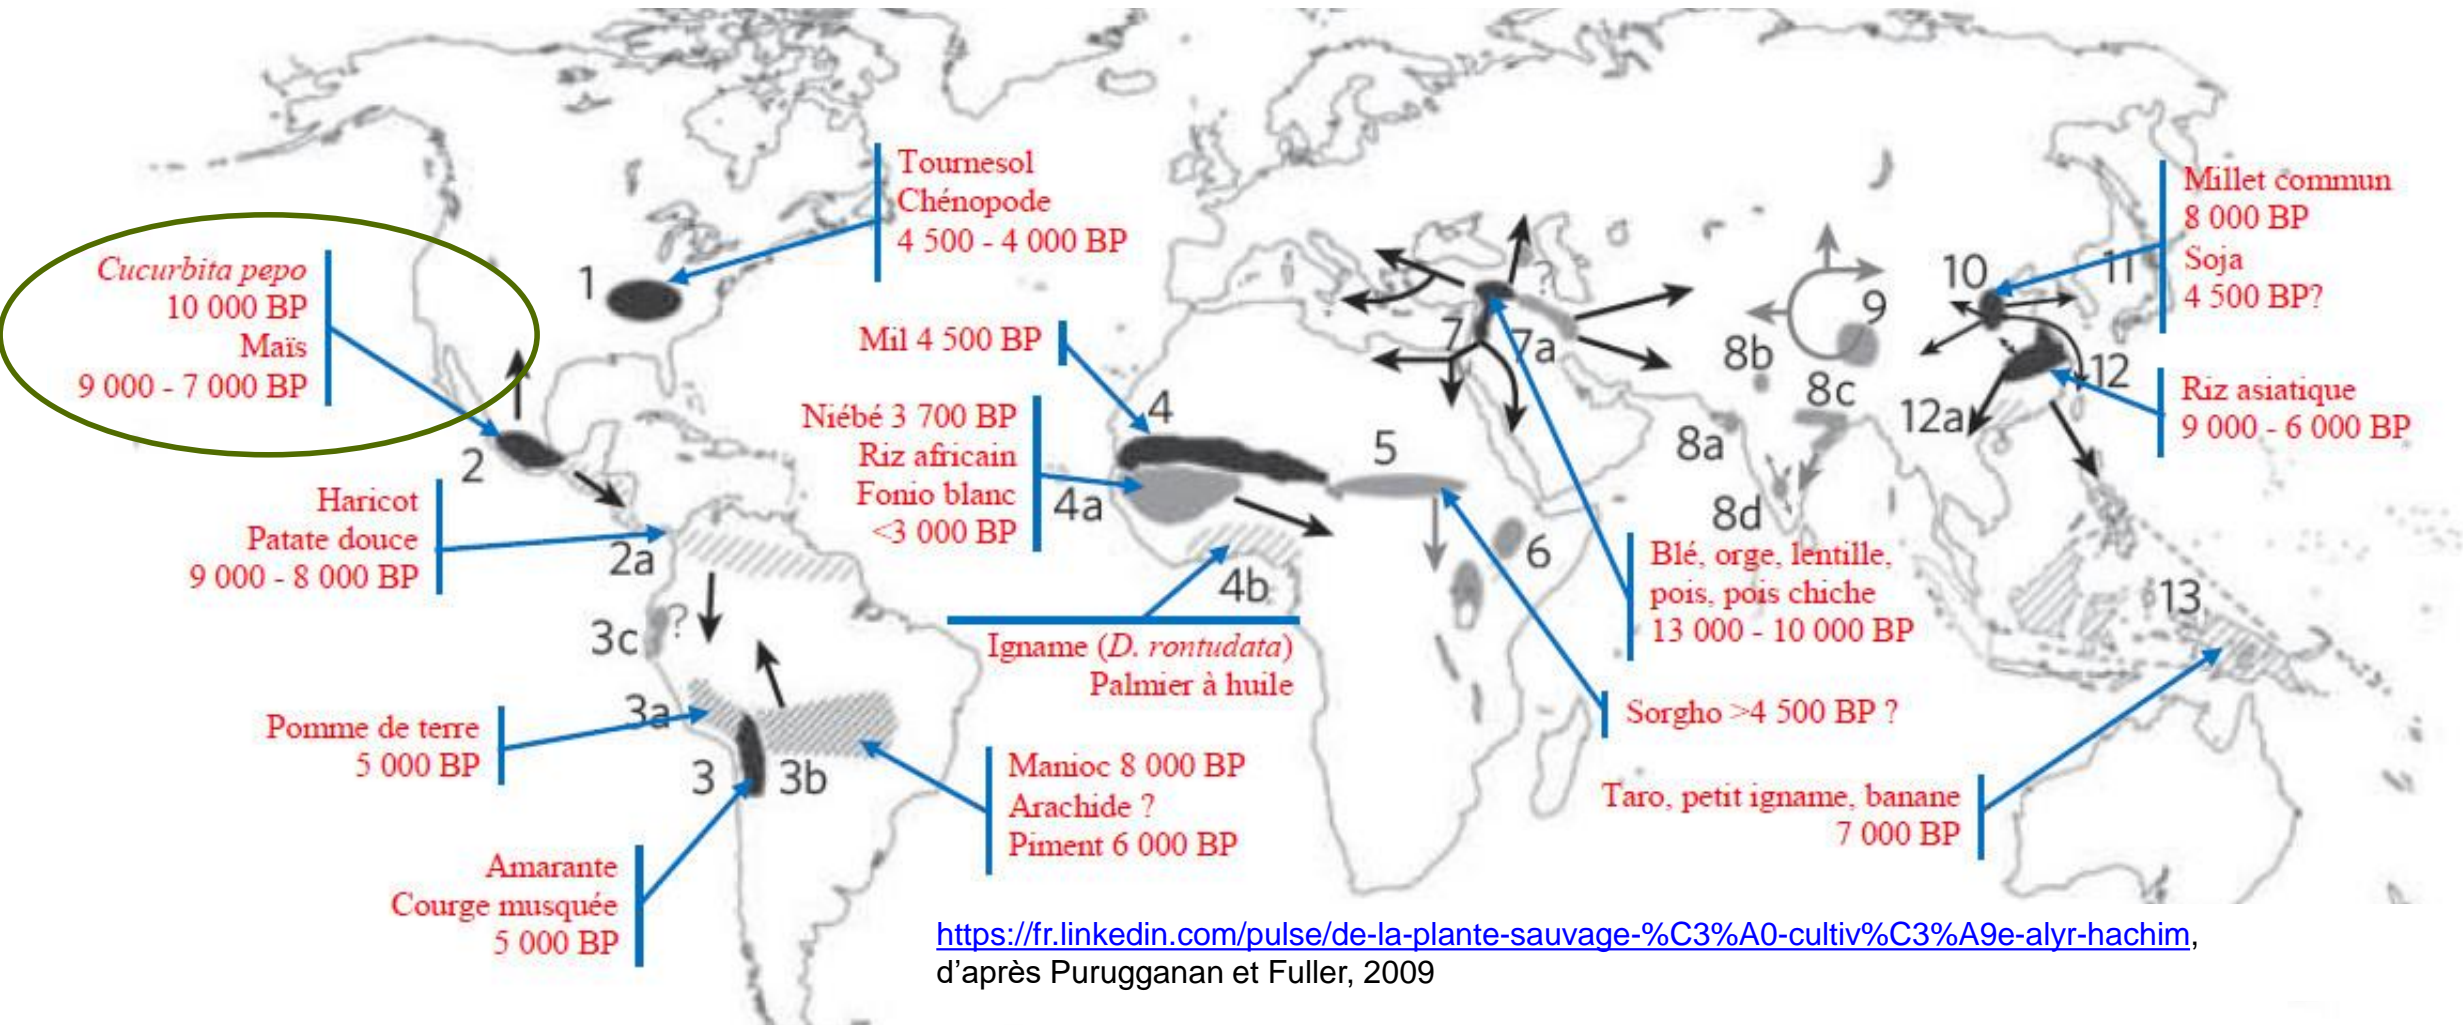 Tournesol
Chénopode
4 500 - 4 000 BP
1
Cucurbita pepo
10 000 BP
Maïs
9 000 - 7 000 BP
2
Haricot
Patate douce
9 000 - 8 000 BP
2a
3c
?
3a
Pomme de terre
5 000 BP
3
3b
Amarante
Courge musquée
5 000 BP
Manioc 8 000 BP
Arachide ?
Piment 6 000 BP
Mil 4 500 BP
4
Niébé 3 700 BP
Riz africain
Fonio blanc
<3 000 BP
4a
4b
Igname (D. rontudata)
Palmier à huile
5
6
7
7a
?
Blé, orge, lentille,
pois, pois chiche
13 000 - 10 000 BP
Sorgho >4 500 BP ?
8a
8b
8c
8d
9
10
11
Millet commun
8 000 BP
Soja
4 500 BP?
12
12a
Riz asiatique
9 000 - 6 000 BP
13
Taro, petit igname, banane
7 000 BP
https://fr.linkedin.com/pulse/de-la-plante-sauvage-%C3%A0-cultiv%C3%A9e-alyr-hachim,
d’après Purugganan et Fuller, 2009